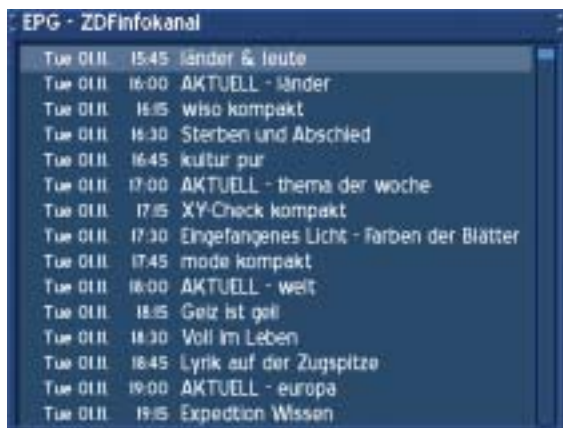 EPG - ZDFinfokanal
Tue 01.11. 15:45 länder & leute
Tue 01.11. 16:00 AKTUELL - länder
Tue 01.11. 16:15 wiso kompakt
Tue 01.11. 16:30 Sterben und Abschied
Tue 01.11. 16:45 kultur pur
Tue 01.11. 17:00 AKTUELL - thema der woche
Tue 01.11. 17:15 XY-Check kompakt
Tue 01.11. 17:30 Eingefangenes Licht - Farben der Blätter
Tue 01.11. 17:45 mode kompakt
Tue 01.11. 18:00 AKTUELL - welt
Tue 01.11. 18:15 Geiz ist geil
Tue 01.11. 18:30 Voll im Leben
Tue 01.11. 18:45 Lyrik auf der Zugspitze
Tue 01.11. 19:00 AKTUELL - europa
Tue 01.11. 19:15 Expedtion Wissen